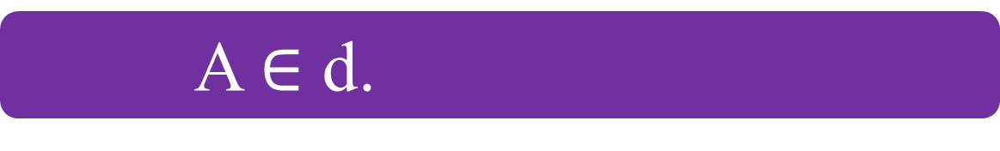 A ∈ d.